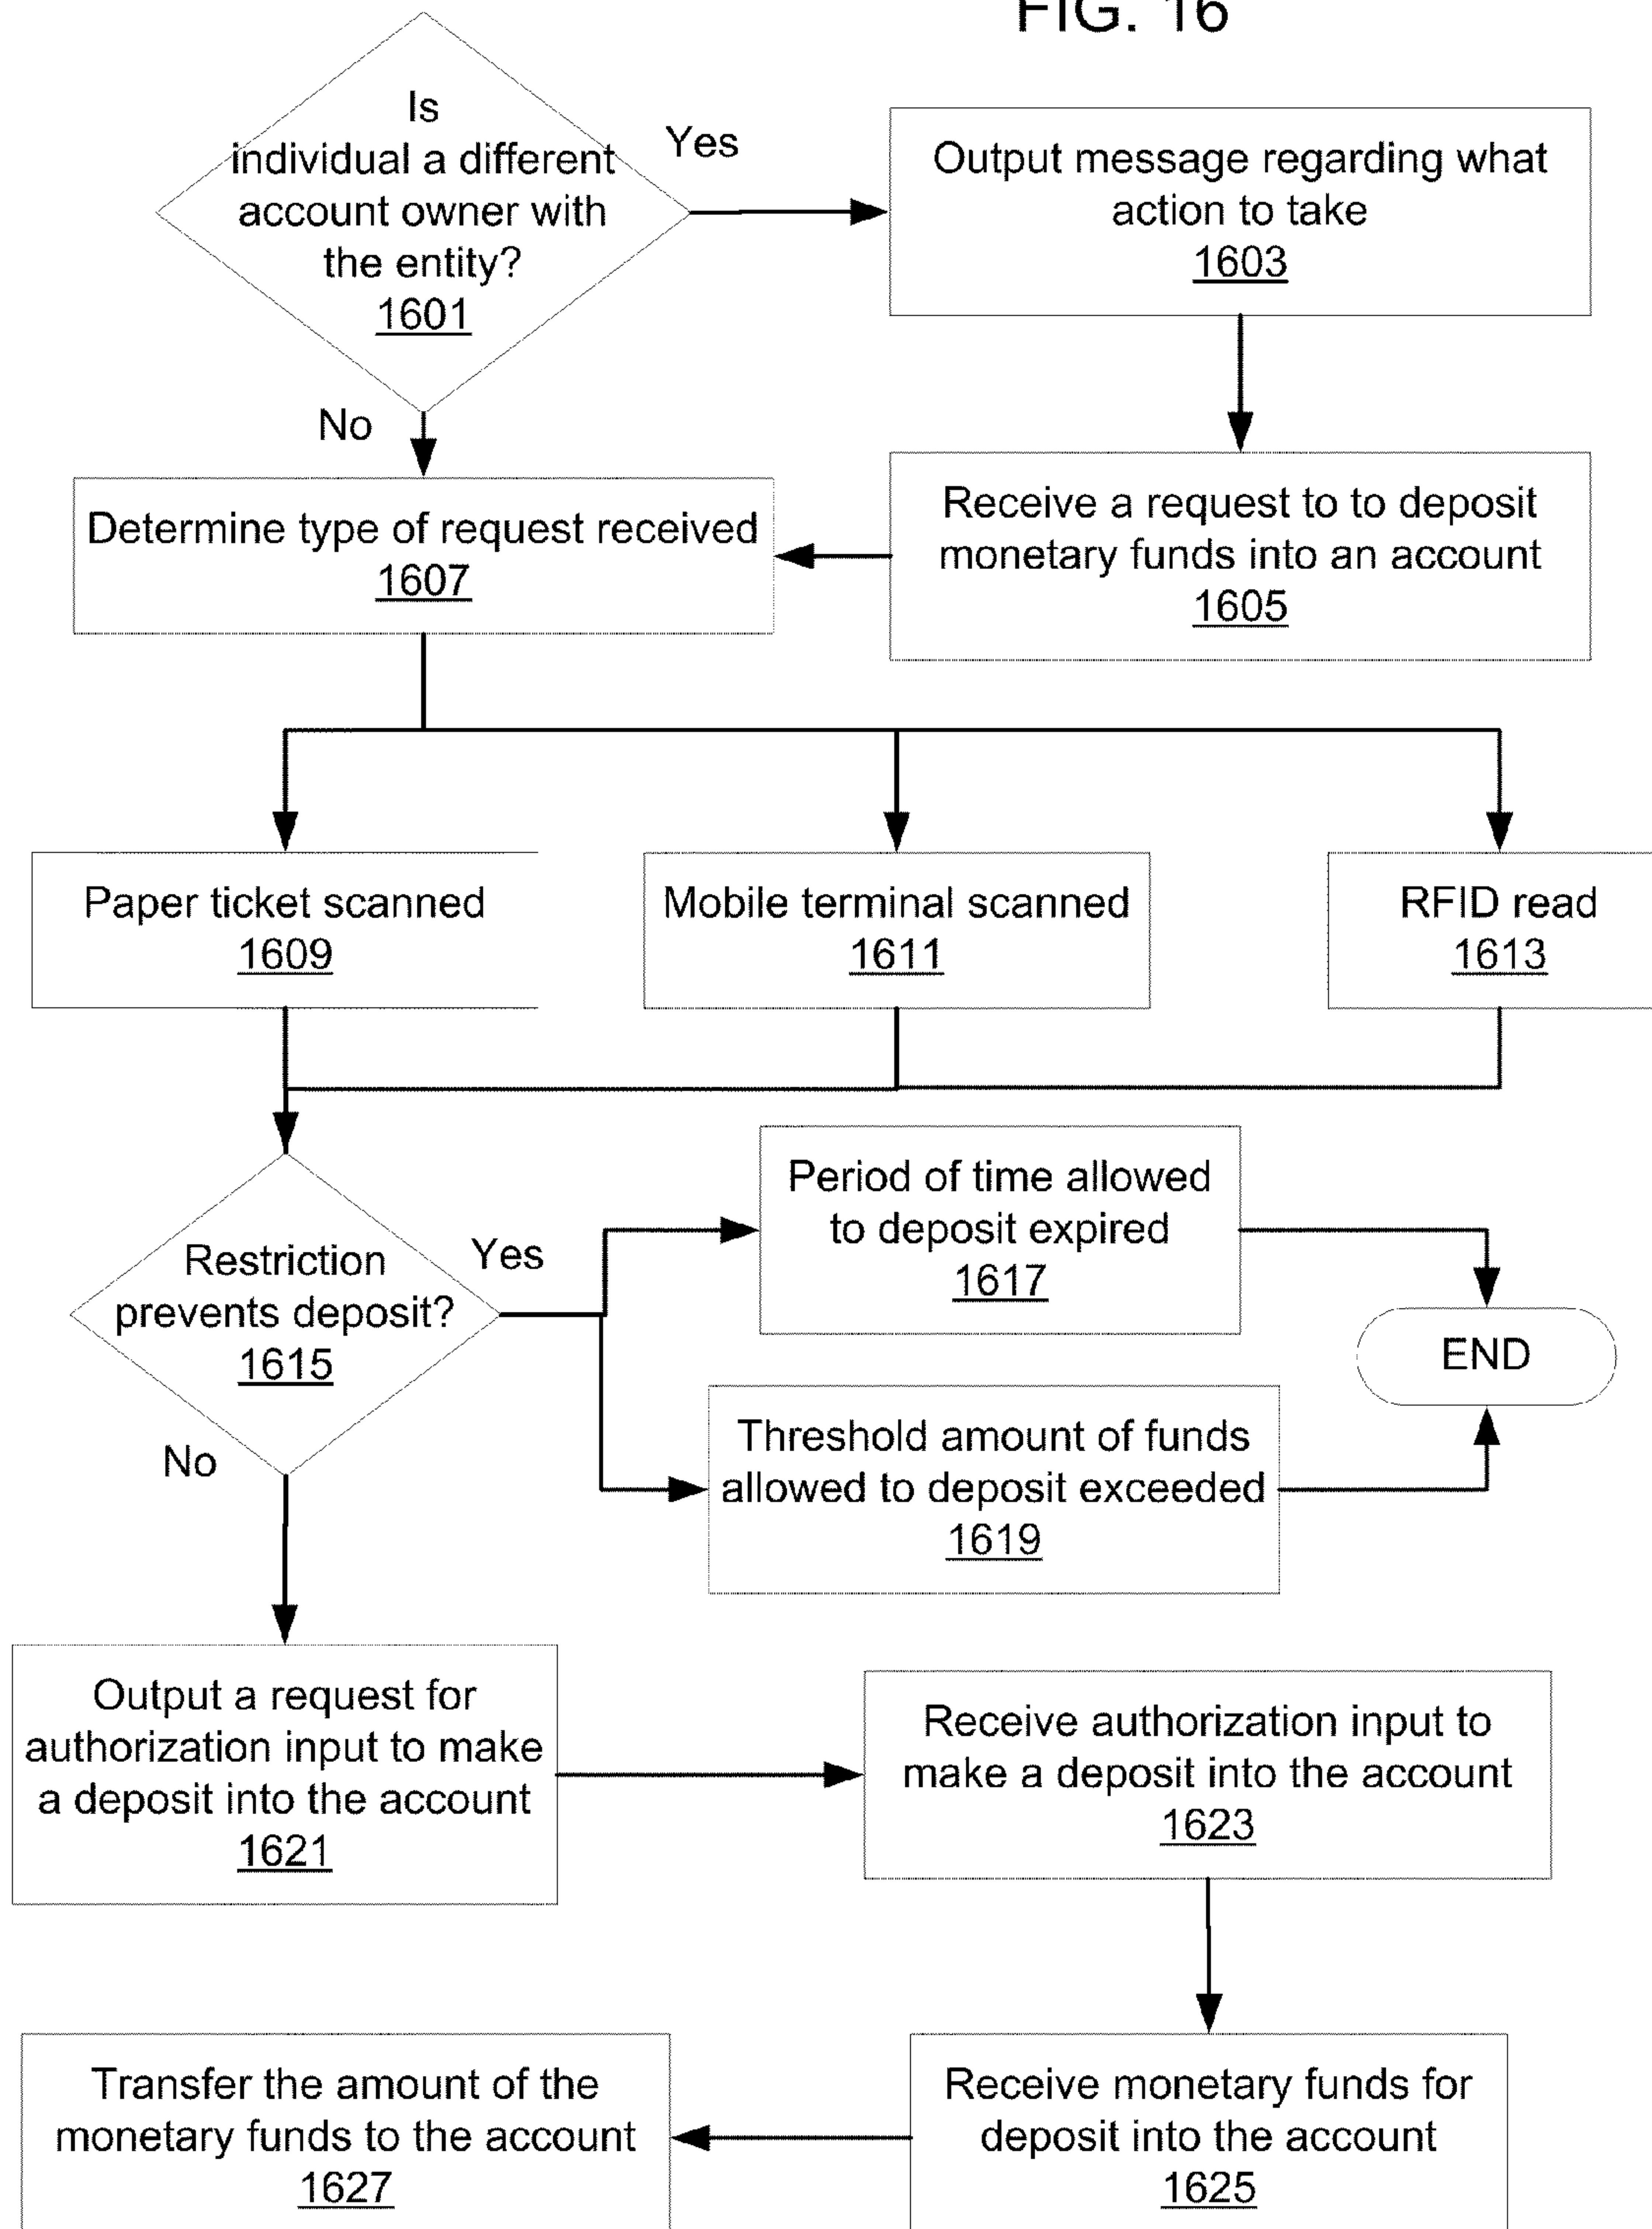 FIG. 16
Is
individual a different
account owner with
the entity?
1601
Yes
Output message regarding what
action to take
1603
No
Determine type of request received
1607
Receive a request to to deposit
monetary funds into an account
1605
Paper ticket scanned
1609
Mobile terminal scanned
1611
RFID read
1613
Restriction
prevents deposit?
1615
Yes
Period of time allowed
to deposit expired
1617
END
Threshold amount of funds
allowed to deposit exceeded
1619
No
Output a request for
authorization input to make
a deposit into the account
1621
Receive authorization input to
make a deposit into the account
1623
Transfer the amount of the
monetary funds to the account
1627
Receive monetary funds for
deposit into the account
1625